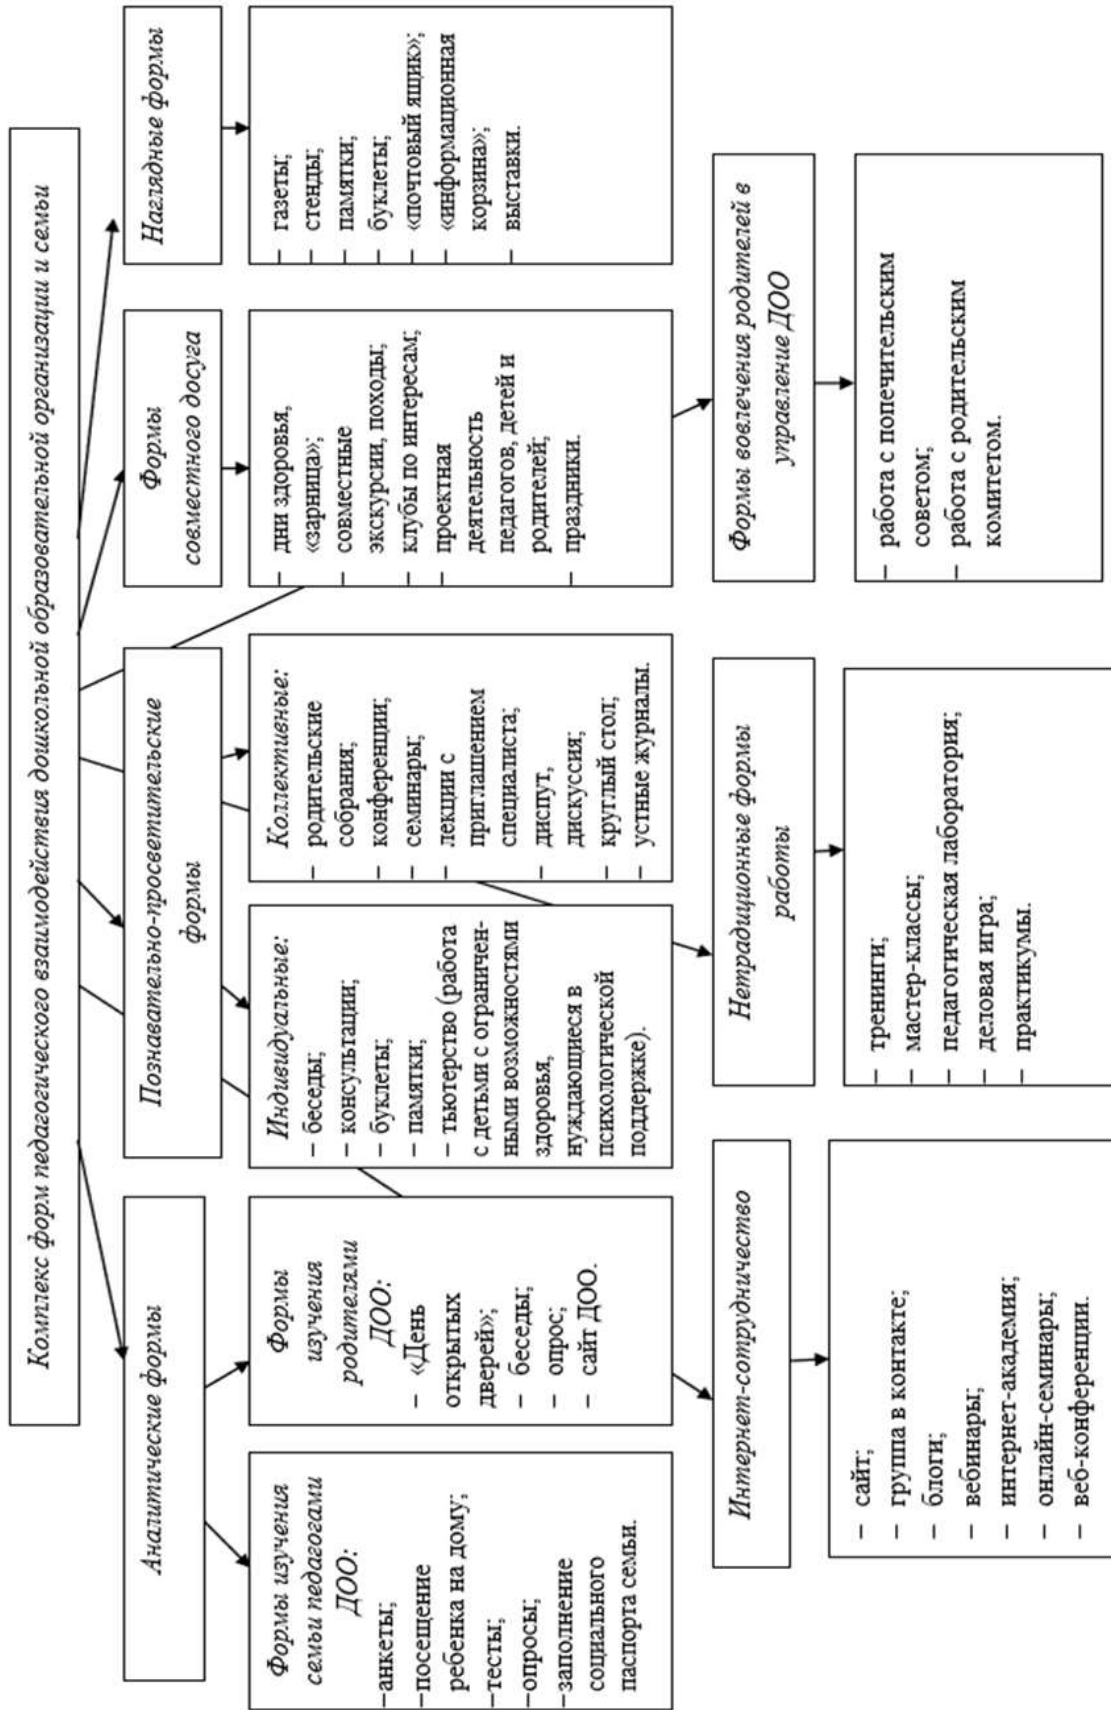 Комплекс форм педагогического взаимодействия дошкольной образовательной организации и семьи
Аналитические формы
Познавательно-просветительские
формы
Формы
совместного досуга
Наглядные формы
Формы изучения
семьи педагогами
ДОО:
–анкеты;
–посещение
ребенка на дому;
–тесты;
–опросы;
–заполнение
социального
паспорта семьи.
Формы
изучения
родителями
ДОО:
– «День
открытых
дверей»;
– беседы;
– опрос;
– сайт ДОО.
Индивидуальные:
– беседы;
– консультации;
– буклеты;
– памятки;
– тьютерство (работа
с детьми с ограничен-
ными возможностями
здоровья,
нуждающиеся в
психологической
поддержке).
Коллективные:
– родительские
собрания;
– конференции;
– семинары;
– лекции с
приглашением
специалиста;
– диспут,
дискуссия;
– круглый стол;
– устные журналы.
– дни здоровья,
«зарница»;
– совместные
экскурсии, походы;
– клубы по интересам;
– проектная
деятельность
педагогов, детей и
родителей;
– праздники.
– газеты;
– стенды;
– памятки;
– буклеты;
– «почтовый ящик»;
– «информационная
корзина»;
– выставки.
Интернет-сотрудничество
Нетрадиционные формы
работы
Формы вовлечения родителей в
управление ДОО
– сайт;
– группа в контакте;
– блоги;
– вебинары;
– интернет-академия;
– онлайн-семинары;
– веб-конференции.
– тренинги;
– мастер-классы;
– педагогическая лаборатория;
– деловая игра;
– практикумы.
– работа с попечительским
советом;
– работа с родительским
комитетом.